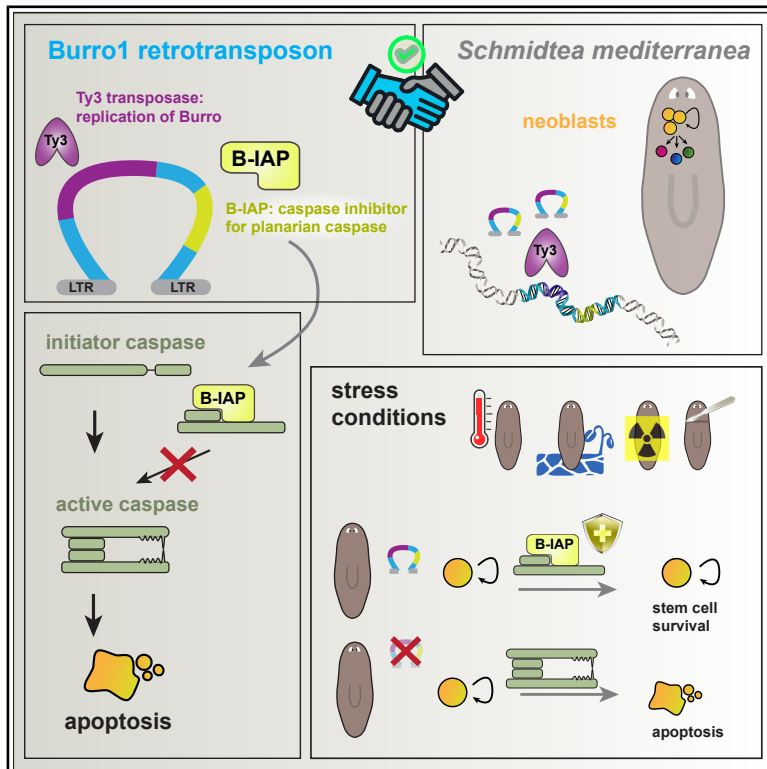 Burro1 retrotransposon
Ty3 transposase:
replication of Burro
Ty3
B-IAP
B-IAP: caspase inhibitor
for planarian caspase
LTR
LTR
Schmidtea mediterranea
neoblasts
Ty3
initiator caspase
B-IAP
active caspase
apoptosis
stress
conditions
B-IAP
stem cell
survival
apoptosis